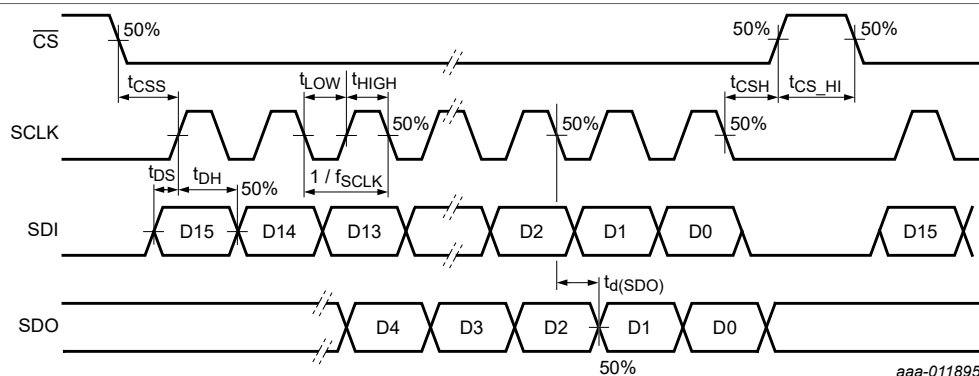 CS 50% 50% 50%
tCSS tLOW tHIGH tCSH tCS_HI
SCLK 50% 50% 50%
tDS tDH 50% 1 / fSCLK
SDI D15 D14 D13 D2 D1 D0 D15
td(SDO)
SDO D4 D3 D2 D1 D0
50%
aaa-011895